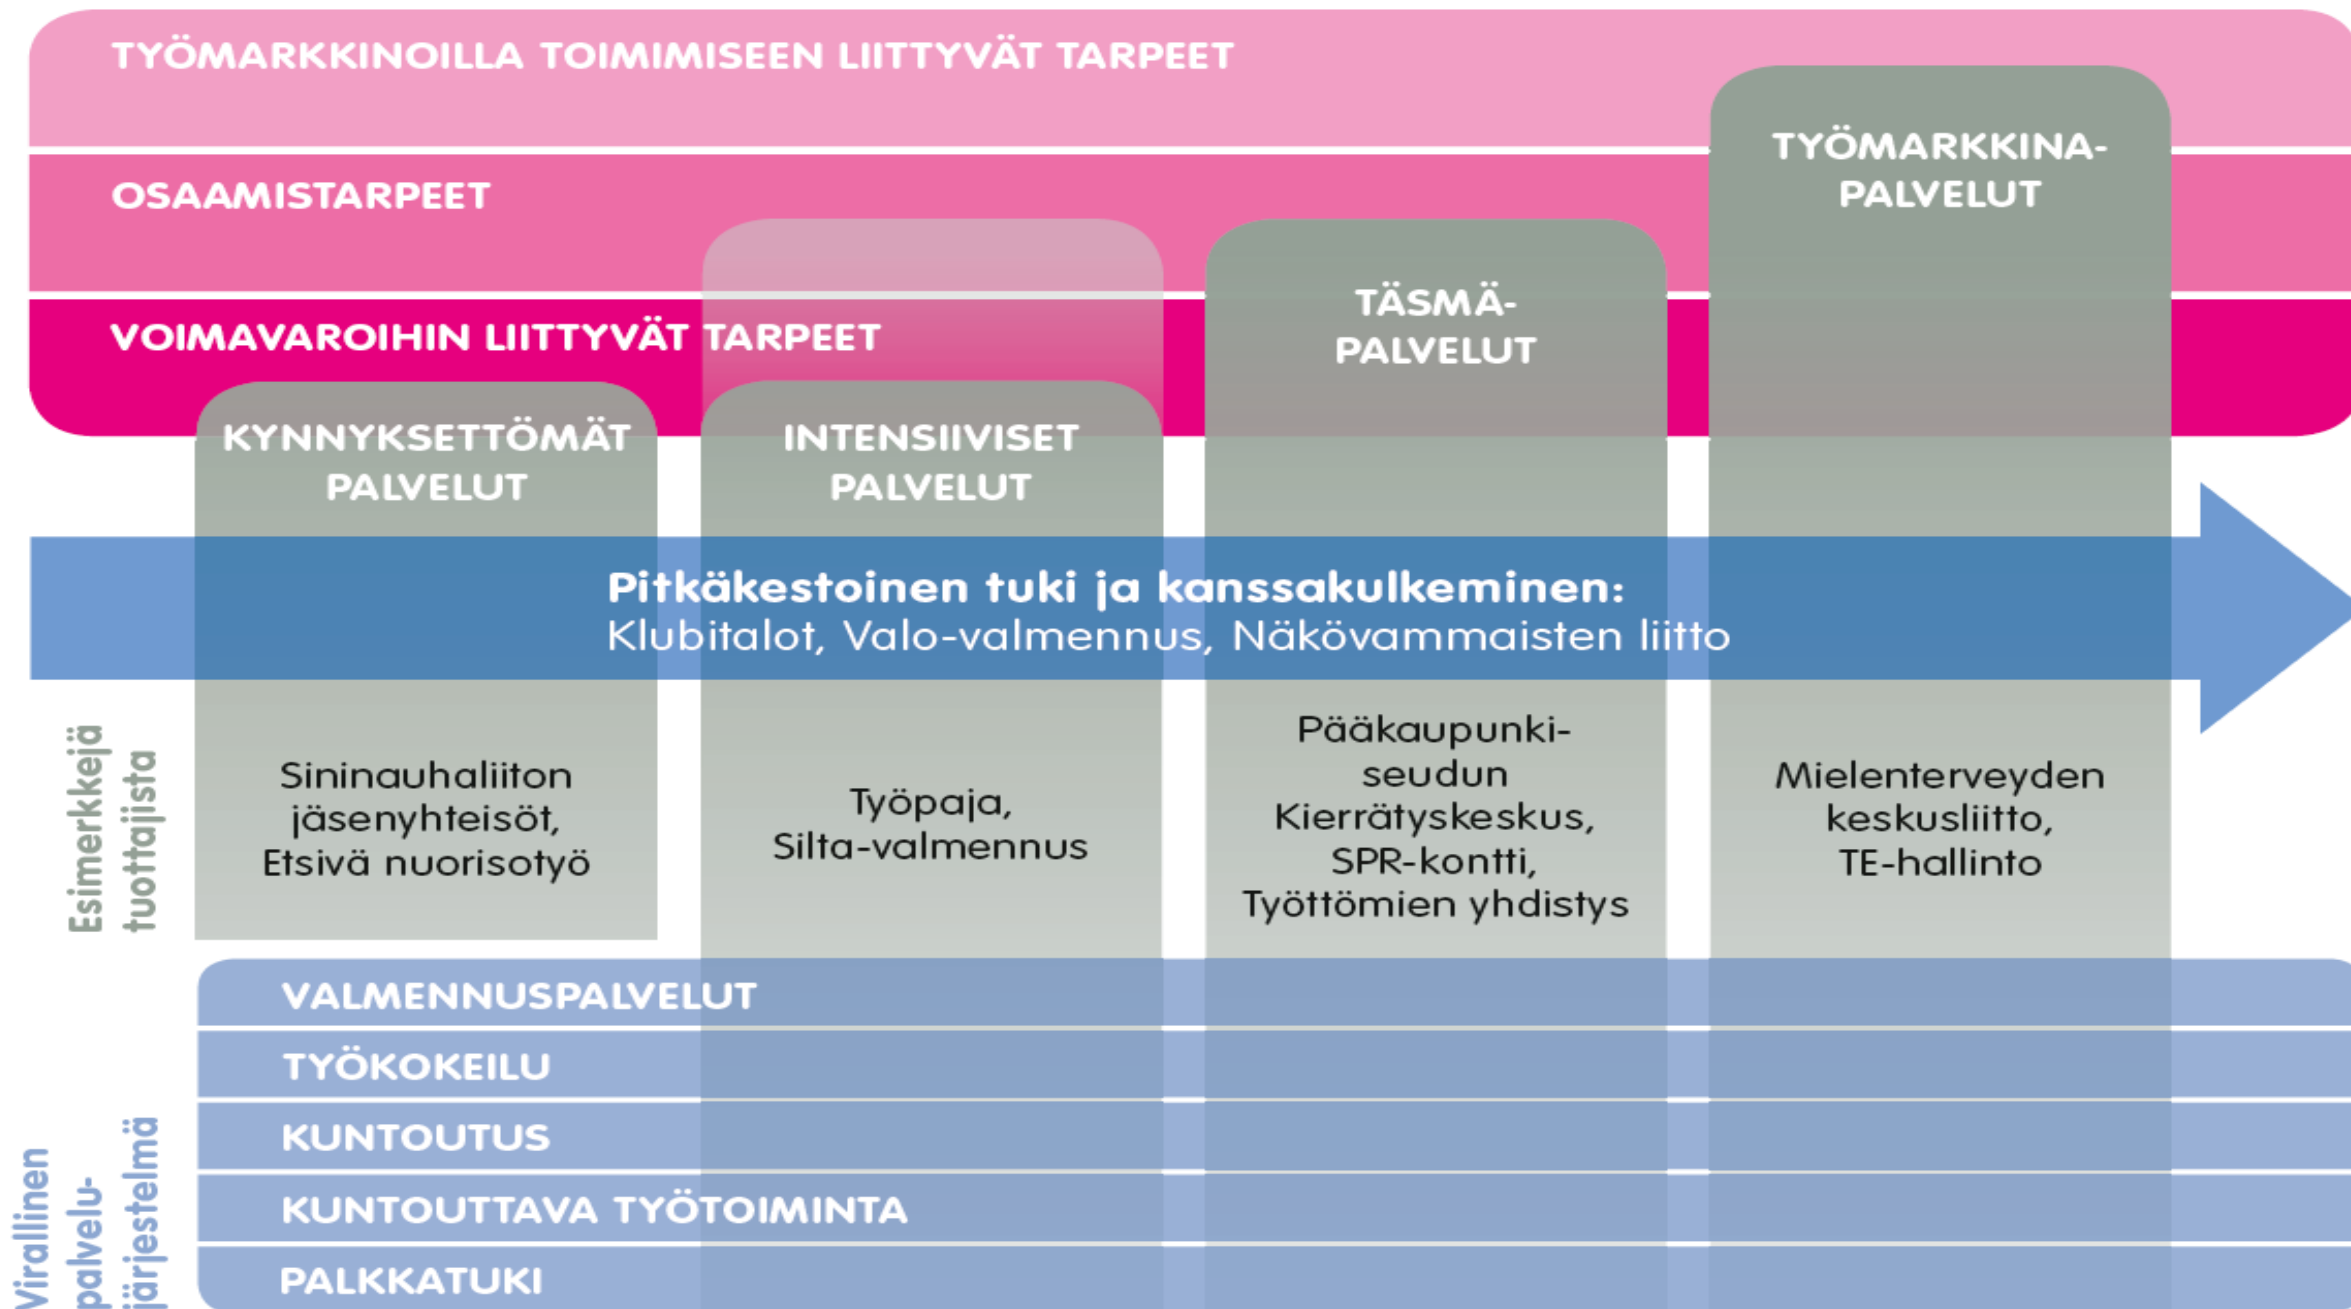 TYÖMARKKINOILLA TOIMIMISEEN LIITTYVÄT TARPEET
OSAAMISTARPEET
VOIMAVAROIHIN LIITTYVÄT TARPEET
KYNNYKSETTÖMÄT
PALVELUT
INTENSIIVISET
PALVELUT
TÄSMÄ-
PALVELUT
TYÖMARKKINA-
PALVELUT
Pitkäkestoinen tuki ja kanssakulkeminen:
Klubitalot, Valo-valmennus, Näkövammaisten liitto
Esimerkkejä
tuottajista
Sininauhaliiton
jäsenyhteisöt,
Etsivä nuorisotyö
Työpaja,
Silta-valmennus
Pääkaupunki-
seudun
Kierrätyskeskus,
SPR-kontti,
Työttömien yhdistys
Mielenterveyden
keskusliitto,
TE-hallinto
Virallinen
palvelu-
järjestelmä
VALMENNUSPALVELUT
TYÖKOKEILU
KUNTOUTUS
KUNTOUTTAVA TYÖTOIMINTA
PALKKATUKI